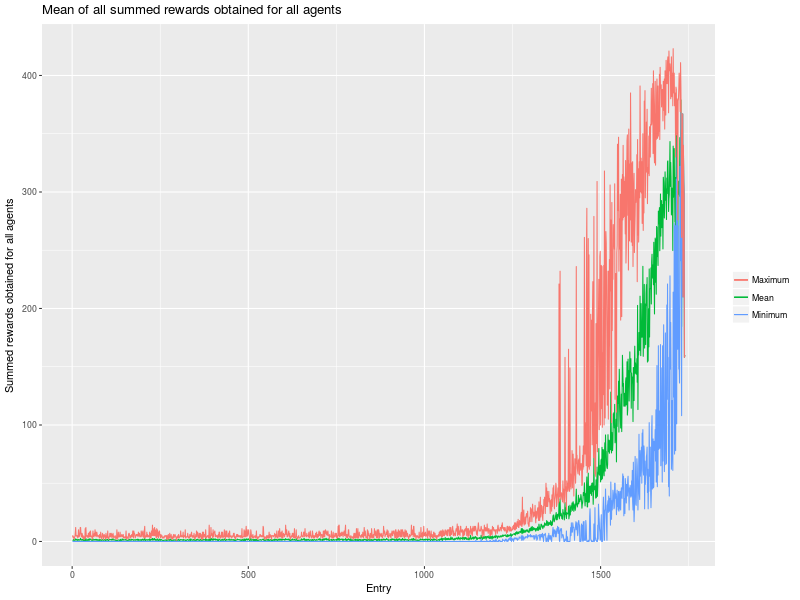 Mean of all summed rewards obtained for all agents
Summed rewards obtained for all agents
400
300
200
100
0
0
500
1000
1500
Entry
Maximum
Mean
Minimum